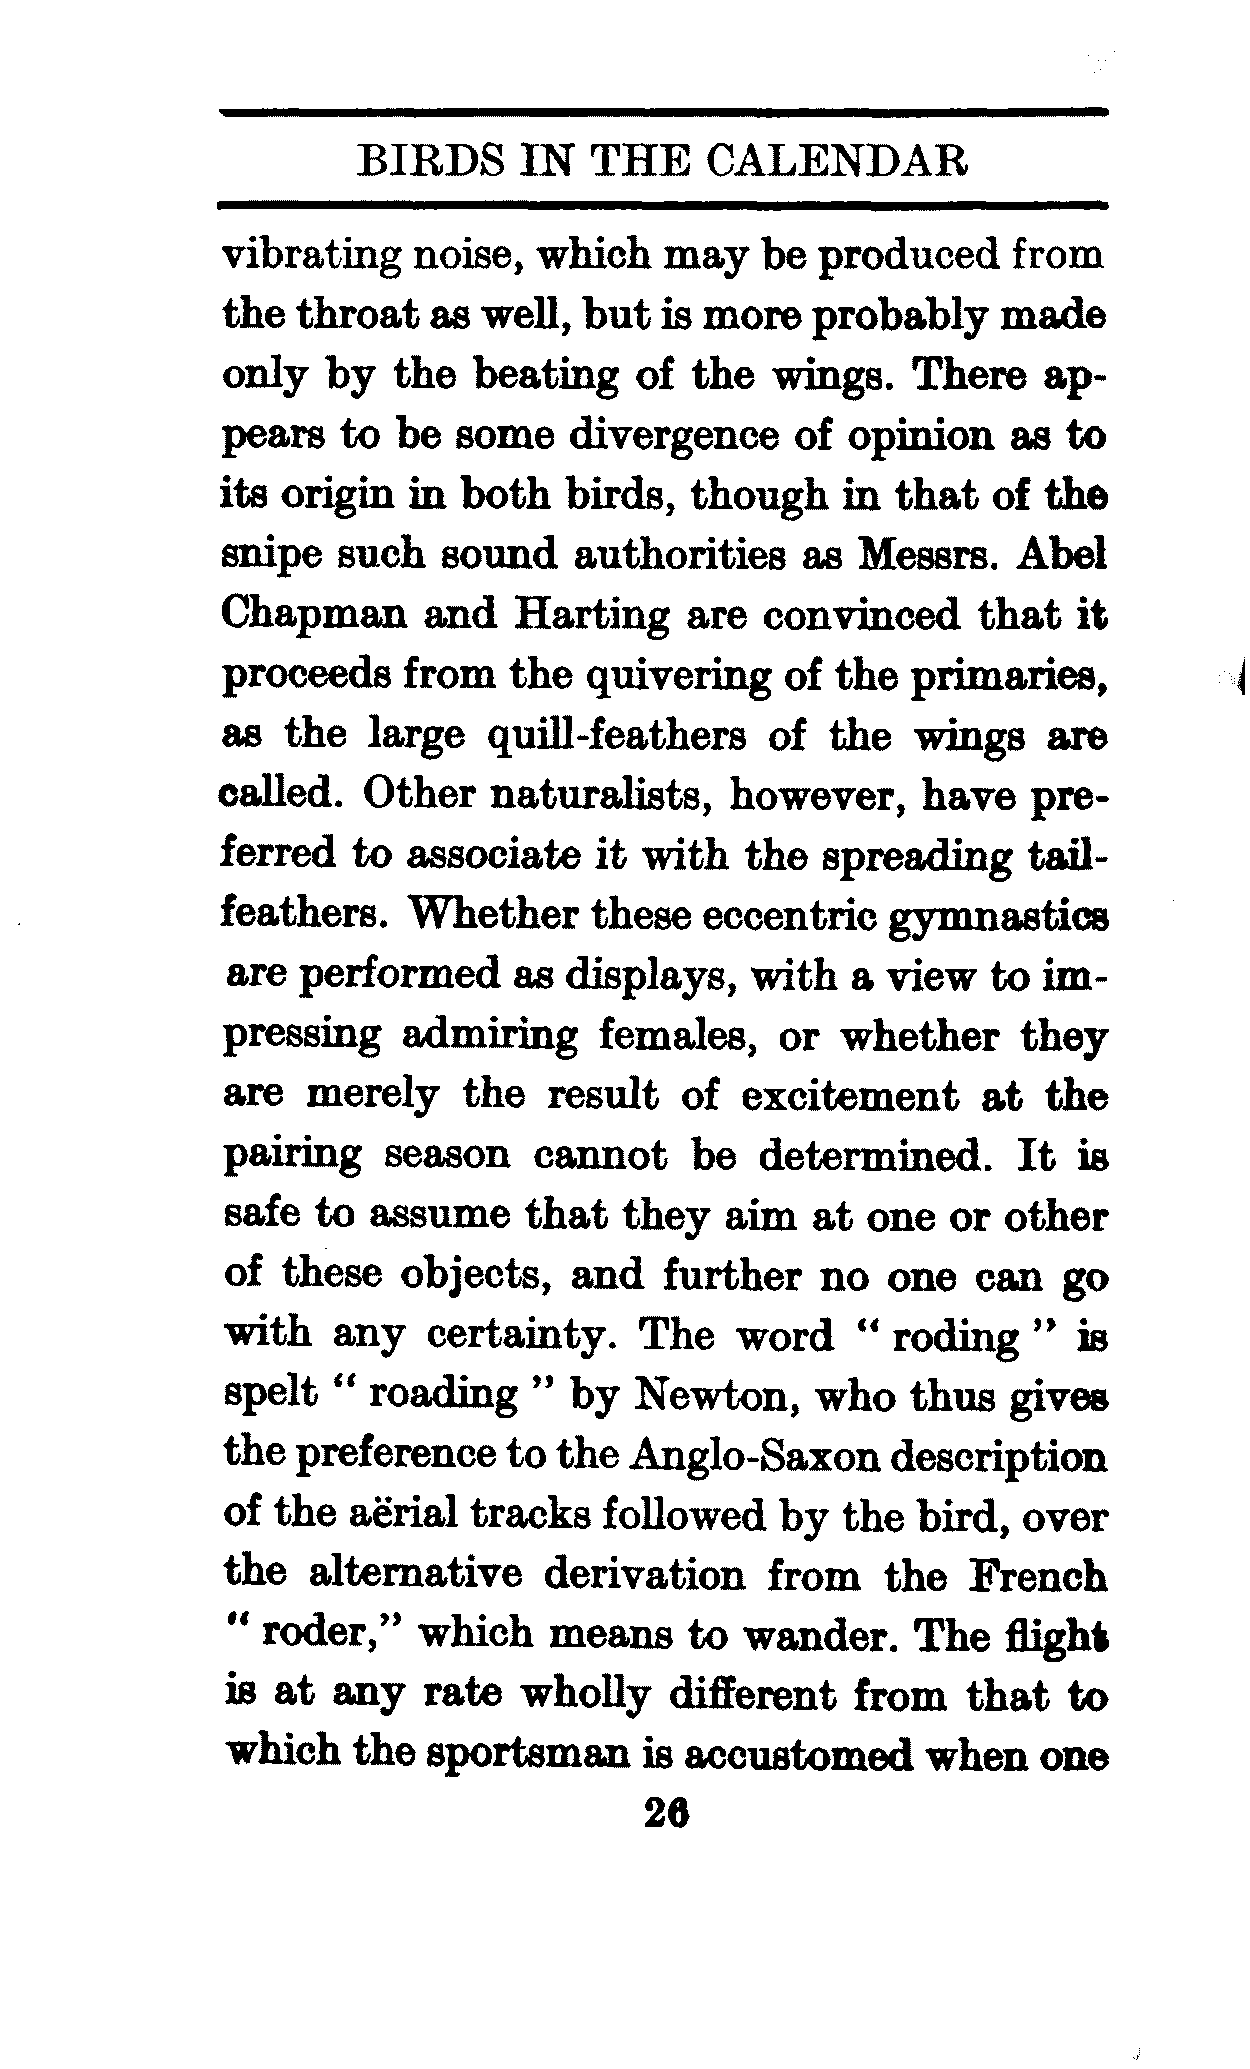 BIRDS IN THE CALENDAR
vibrating noise, which may be produced from
the throat as well, but is more probably made
only by the beating of the wings. There ap-
pears to be some divergence of opinion as to
its origin in both birds, though in that of the
snipe such sound authorities as Messrs. Abel
Chapman and Harting are convinced that it
proceeds from the quivering of the primaries,
as the large quill-feathers of the wings are
called. Other naturalists, however, have pre-
ferred to associate it with the spreading tail-
feathers. Whether these eccentric gymnastics
are performed as displays, with a view to im-
pressing admiring females, or whether they
are merely the result of excitement at the
pairing season cannot be determined. It is
safe to assume that they aim at one or other
of these objects, and further no one can go
with any certainty. The word " roding " is
spelt " roading " by Newton, who thus gives
the preference to the Anglo-Saxon description
of the aërial tracks followed by the bird, over
the alternative derivation from the French
" roder," which means to wander. The flight
is at any rate wholly different from that to
which the sportsman is accustomed when one
26